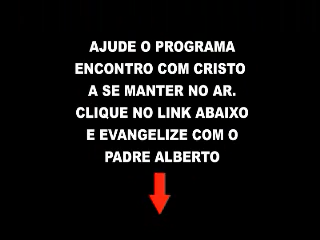 AJUDE O PROGRAMA
ENCONTRO COM CRISTO
A SE MANTER NO AR.
CLIQUE NO LINK ABAIXO
E EVANGELIZE COM O
PADRE ALBERTO